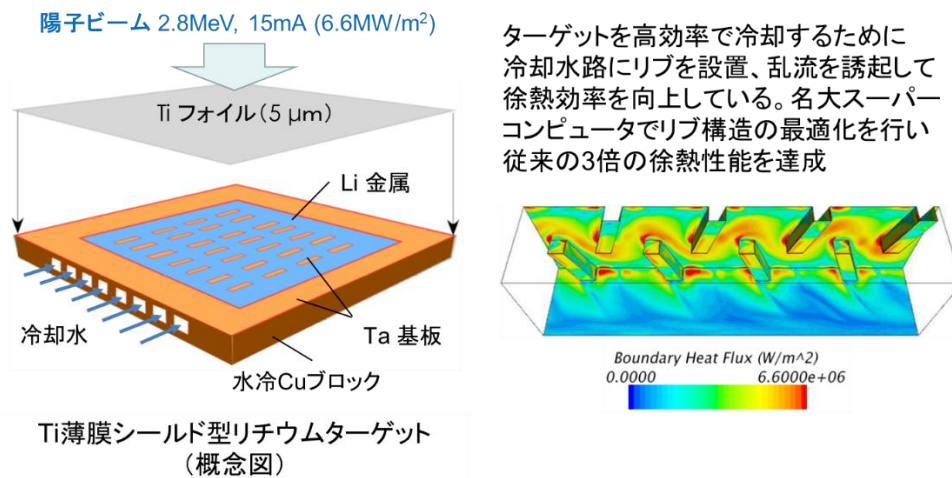 陽子ビーム 2.8MeV, 15mA (6.6MW/m²)
Ti フォイル(5 μm)
Li 金属
冷却水
Ta 基板
水冷Cuブロック
Ti薄膜シールド型リチウムターゲット
(概念図)
ターゲットを高効率で冷却するために
冷却水路にリブを設置、乱流を誘起して
徐熱効率を向上している。名大スーパー
コンピュータでリブ構造の最適化を行い
従来の3倍の徐熱性能を達成
Boundary Heat Flux (W/m^2)
0.0000 6.6000e+06